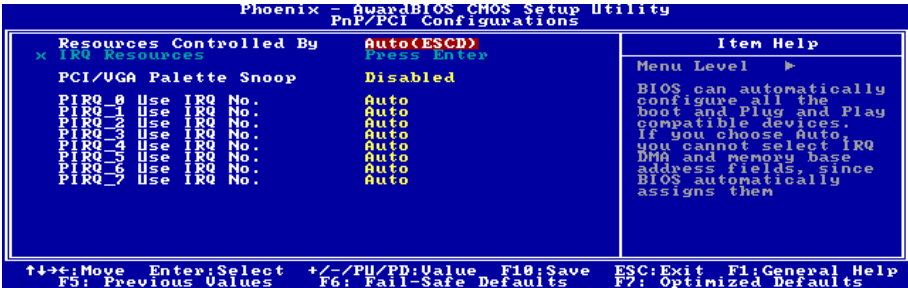 Phoenix - AwardBIOS CMOS Setup Utility
PnP/PCI Configurations
Resources Controlled By Auto(ESCD)
x IRQ Resources Press Enter
PCI/VGA Palette Snoop Disabled
PIRQ_0 Use IRQ No. Auto
PIRQ_1 Use IRQ No. Auto
PIRQ_2 Use IRQ No. Auto
PIRQ_3 Use IRQ No. Auto
PIRQ_4 Use IRQ No. Auto
PIRQ_5 Use IRQ No. Auto
PIRQ_6 Use IRQ No. Auto
PIRQ_7 Use IRQ No. Auto
Item Help
Menu Level ▶
BIOS can automatically
configure all the
boot and Plug and Play
compatible devices.
If you choose Auto,
you cannot select IRQ
DMA and memory base
address fields, since
BIOS automatically
assigns them
↑↓→←:Move Enter:Select +/-/PU/PD:Value F10:Save ESC:Exit F1:General Help
F5: Previous Values F6: Fail-Safe Defaults F7: Optimized Defaults